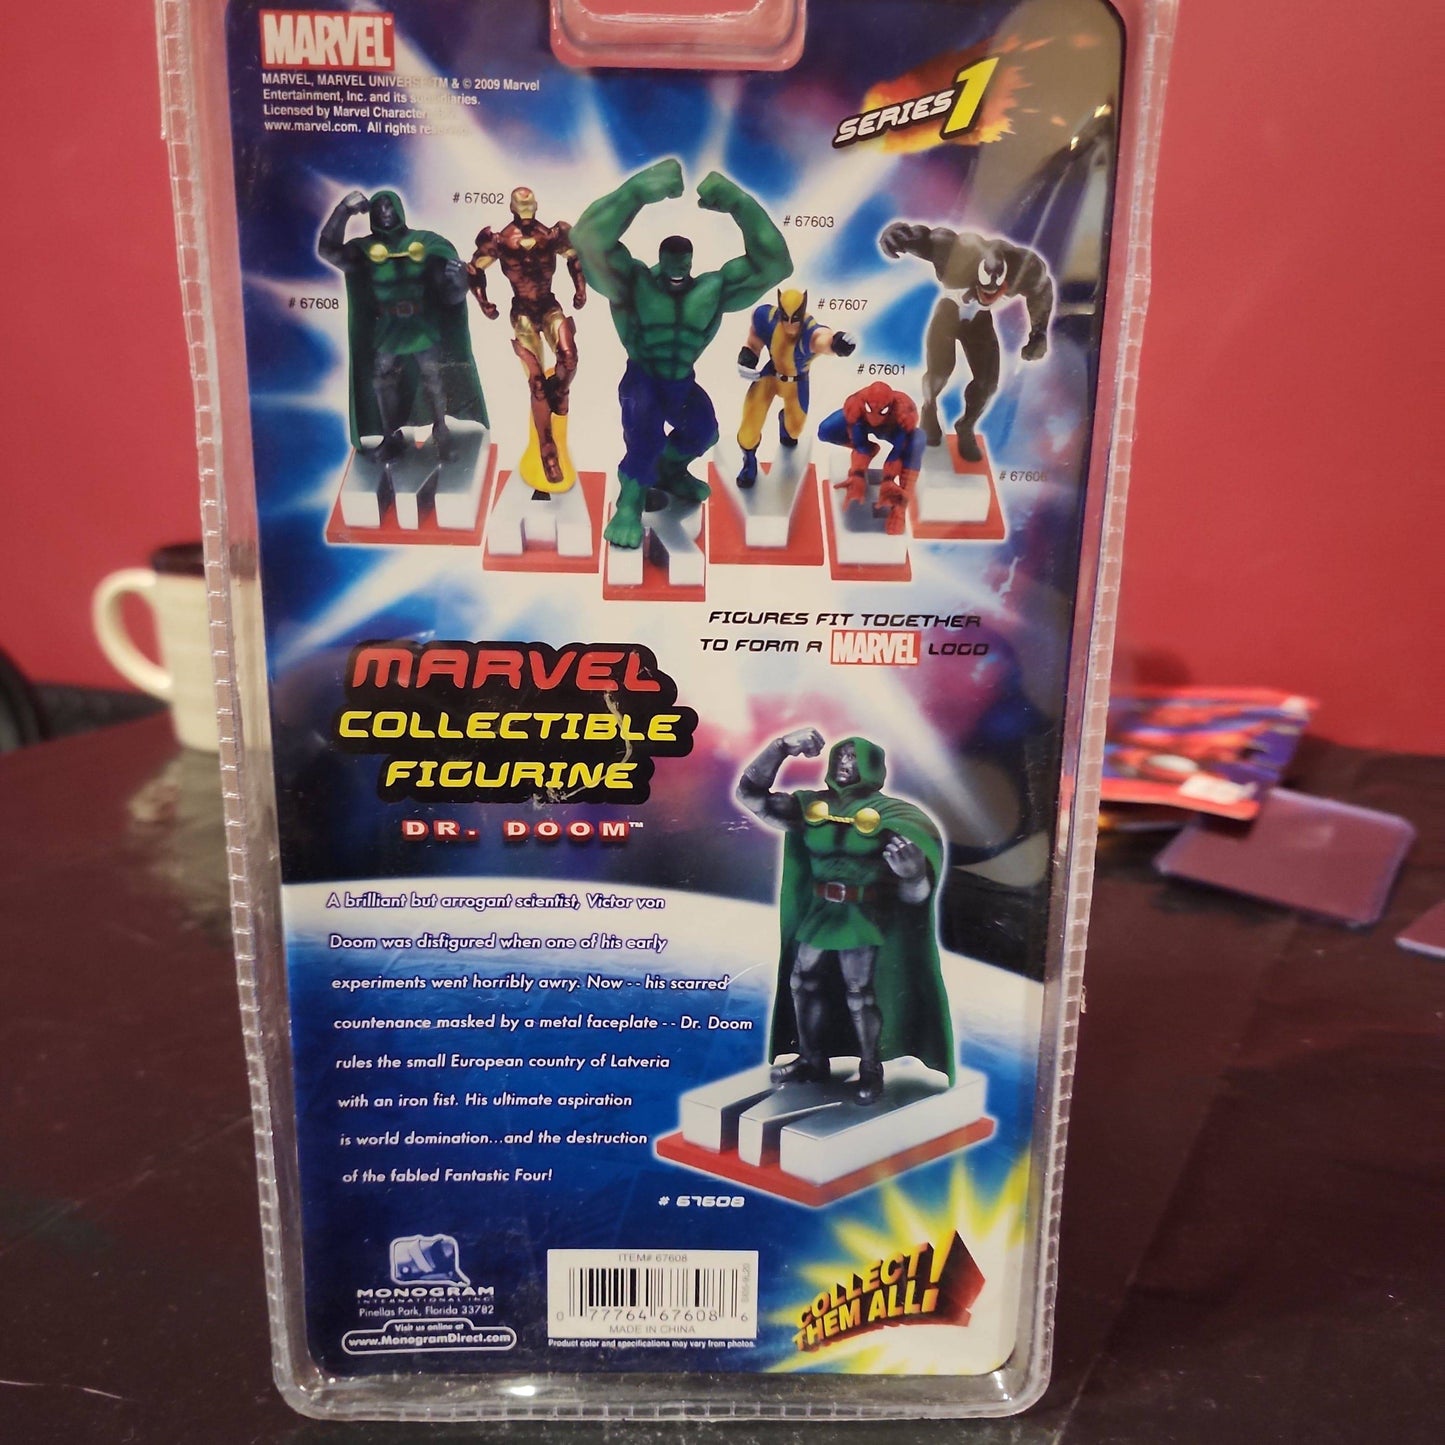 MARVEL
MARVEL, MARVEL UNIVERSE TM & © 2009 Marvel
Entertainment, Inc. and its subsidiaries.
Licensed by Marvel Character
www.marvel.com. All rights reserved.
SERIES 1
# 67602
# 67603
# 67608
# 67607
# 67601
# 67606
FIGURES FIT TOGETHER
TO FORM A MARVEL LOGO
MARVEL
COLLECTIBLE
FIGURINE
DR. DOOM™
A brilliant but arrogant scientist, Victor von
Doom was disfigured when one of his early
experiments went horribly awry. Now -- his scarred
countenance masked by a metal faceplate -- Dr. Doom
rules the small European country of Latveria
with an iron fist. His ultimate aspiration
is world domination...and the destruction
of the fabled Fantastic Four!
# 67608
MONOGRAM
INTERNATIONAL INC.
Pinellas Park, Florida 33782
Visit us online at
www.MonogramDirect.com
ITEM# 67608
0 77764 67608 6
MADE IN CHINA
Product color and specifications may vary from photos.
COLLECT
THEM ALL!